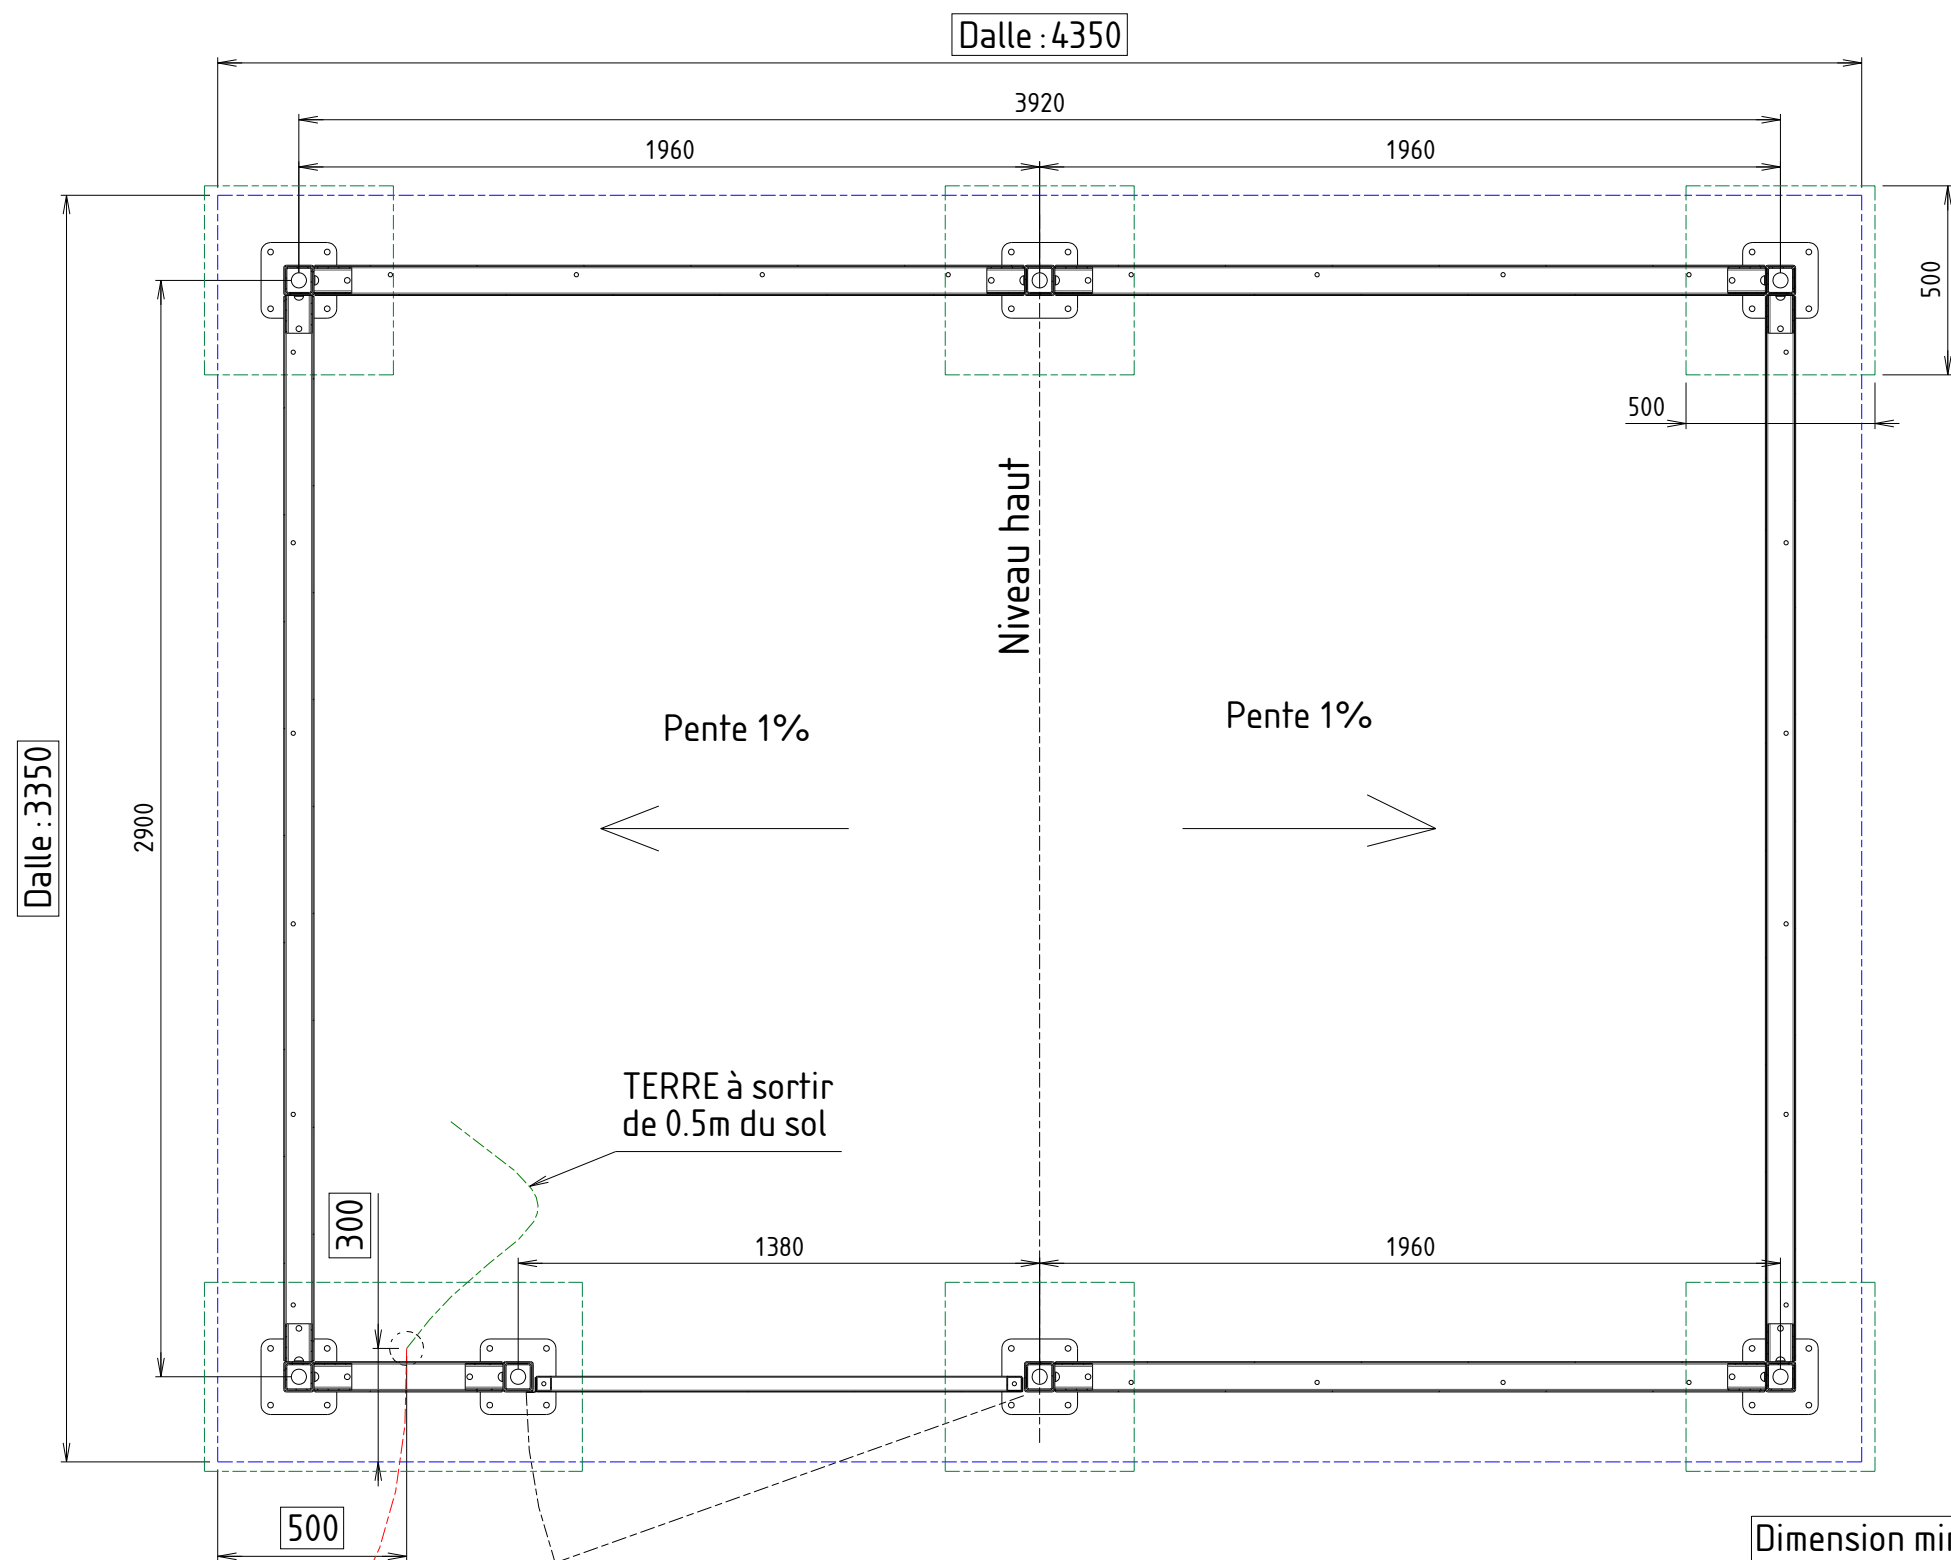 Dalle : 4350
3920
1960
1960
500
500
Niveau haut
Pente 1%
Pente 1%
Dalle : 3350
2900
TERRE à sortir
de 0.5m du sol
300
1380
1960
500
Dimension